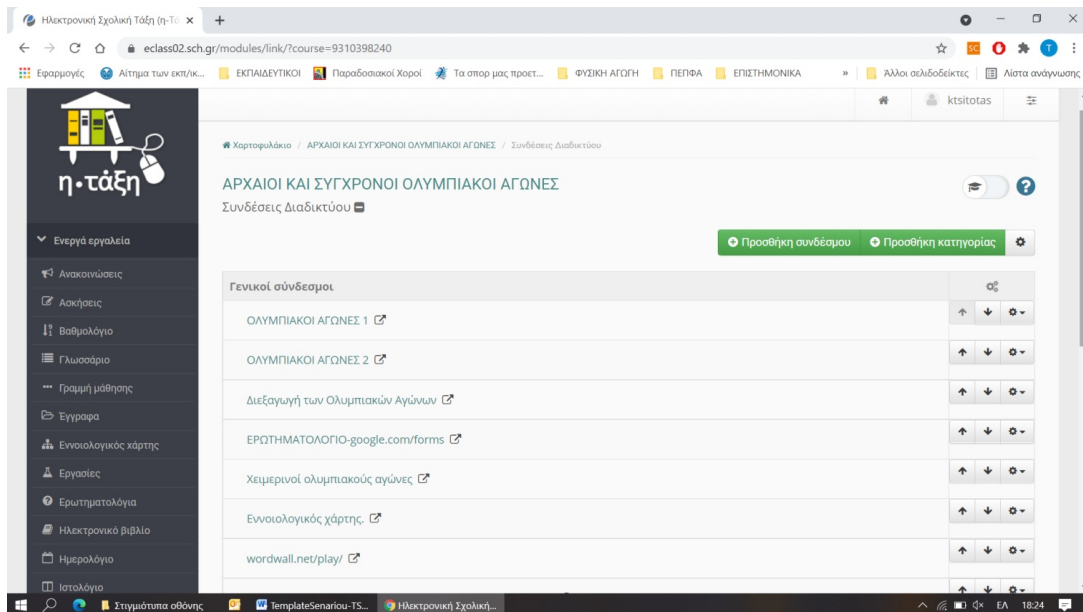 Ηλεκτρονική Σχολική Τάξη (η-Τά
eclass02.sch.gr/modules/link/?course=9310398240
SC
T
Εφαρμογές Αίτημα των εκπ/ικ... ΕΚΠΑΙΔΕΥΤΙΚΟΙ Παραδοσιακοί Χοροί Τα σπορ μας προετ... ΦΥΣΙΚΗ ΑΓΩΓΗ ΠΕΠΦΑ ΕΠΙΣΤΗΜΟΝΙΚΑ » Άλλοι σελιδοδείκτες Λίστα ανάγνωσης
η·τάξη
ktsitotas
Χαρτοφυλάκιο / ΑΡΧΑΙΟΙ ΚΑΙ ΣΥΓΧΡΟΝΟΙ ΟΛΥΜΠΙΑΚΟΙ ΑΓΩΝΕΣ / Συνδέσεις Διαδικτύου
ΑΡΧΑΙΟΙ ΚΑΙ ΣΥΓΧΡΟΝΟΙ ΟΛΥΜΠΙΑΚΟΙ ΑΓΩΝΕΣ
Συνδέσεις Διαδικτύου
Προσθήκη συνδέσμου Προσθήκη κατηγορίας
Ενεργά εργαλεία
Ανακοινώσεις
Ασκήσεις
Βαθμολόγιο
Γλωσσάριο
Γραμμή μάθησης
Έγγραφα
Εννοιολογικός χάρτης
Εργασίες
Ερωτηματολόγια
Ηλεκτρονικό βιβλίο
Ημερολόγιο
Ιστολόγιο
Γενικοί σύνδεσμοι
ΟΛΥΜΠΙΑΚΟΙ ΑΓΩΝΕΣ 1
ΟΛΥΜΠΙΑΚΟΙ ΑΓΩΝΕΣ 2
Διεξαγωγή των Ολυμπιακών Αγώνων
ΕΡΩΤΗΜΑΤΟΛΟΓΙΟ-google.com/forms
Χειμερινοί ολυμπιακούς αγώνες
Εννοιολογικός χάρτης.
wordwall.net/play/
Στιγμιότυπα οθόνης TemplateSenariou-TS... Ηλεκτρονική Σχολική... ΕΛ 18:24